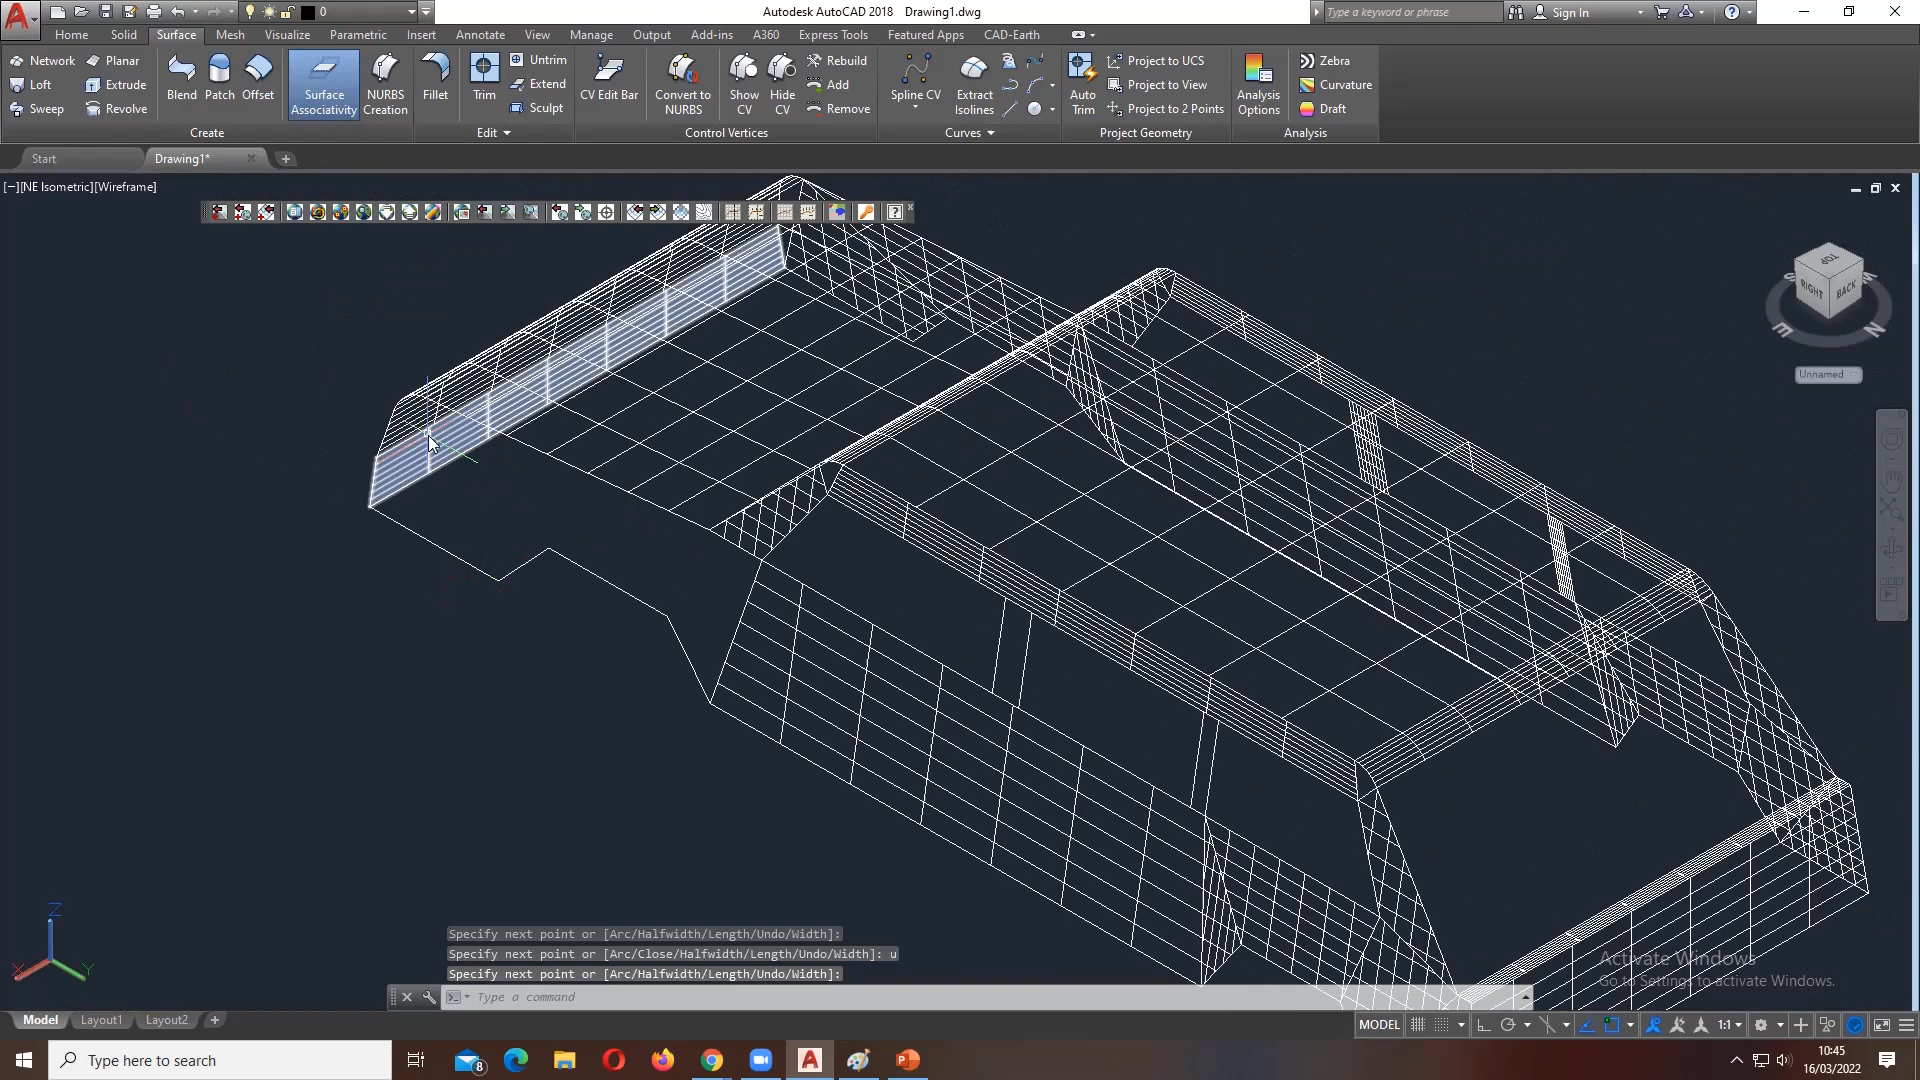 Autodesk AutoCAD 2018 Drawing1.dwg
Type a keyword or phrase
Sign In
0
Home Solid Surface Mesh Visualize Parametric Insert Annotate View Manage Output Add-ins A360 Express Tools Featured Apps CAD-Earth
Network Planar
Loft Extrude
Sweep Revolve
Blend Patch Offset
Surface Associativity
NURBS Creation
Fillet
Trim
Untrim
Extend
Sculpt
CV Edit Bar
Convert to NURBS
Show CV
Hide CV
Rebuild
Add
Remove
Spline CV
Extract Isolines
Auto Trim
Project to UCS
Project to View
Project to 2 Points
Analysis Options
Zebra
Curvature
Draft
Create Edit Control Vertices Curves Project Geometry Analysis
Start Drawing1*
[−][NE Isometric][Wireframe]
TOP
RIGHT BACK
S W
E N
Unnamed
Specify next point or [Arc/Halfwidth/Length/Undo/Width]:
Specify next point or [Arc/Close/Halfwidth/Length/Undo/Width]: u
Specify next point or [Arc/Halfwidth/Length/Undo/Width]:
Type a command
Activate Windows
Go to Settings to activate Windows.
Z
X Y
Model Layout1 Layout2
MODEL 1:1
Type here to search
8
10:45
16/03/2022